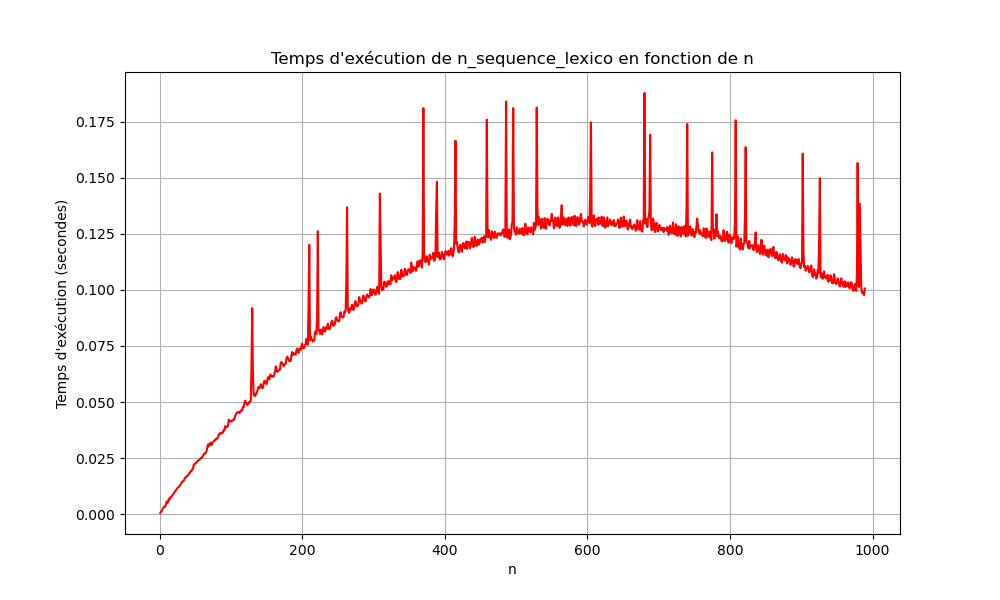 Temps d'exécution de n_sequence_lexico en fonction de n
Temps d'exécution (secondes)
0.175
0.150
0.125
0.100
0.075
0.050
0.025
0.000
0 200 400 600 800 1000
n